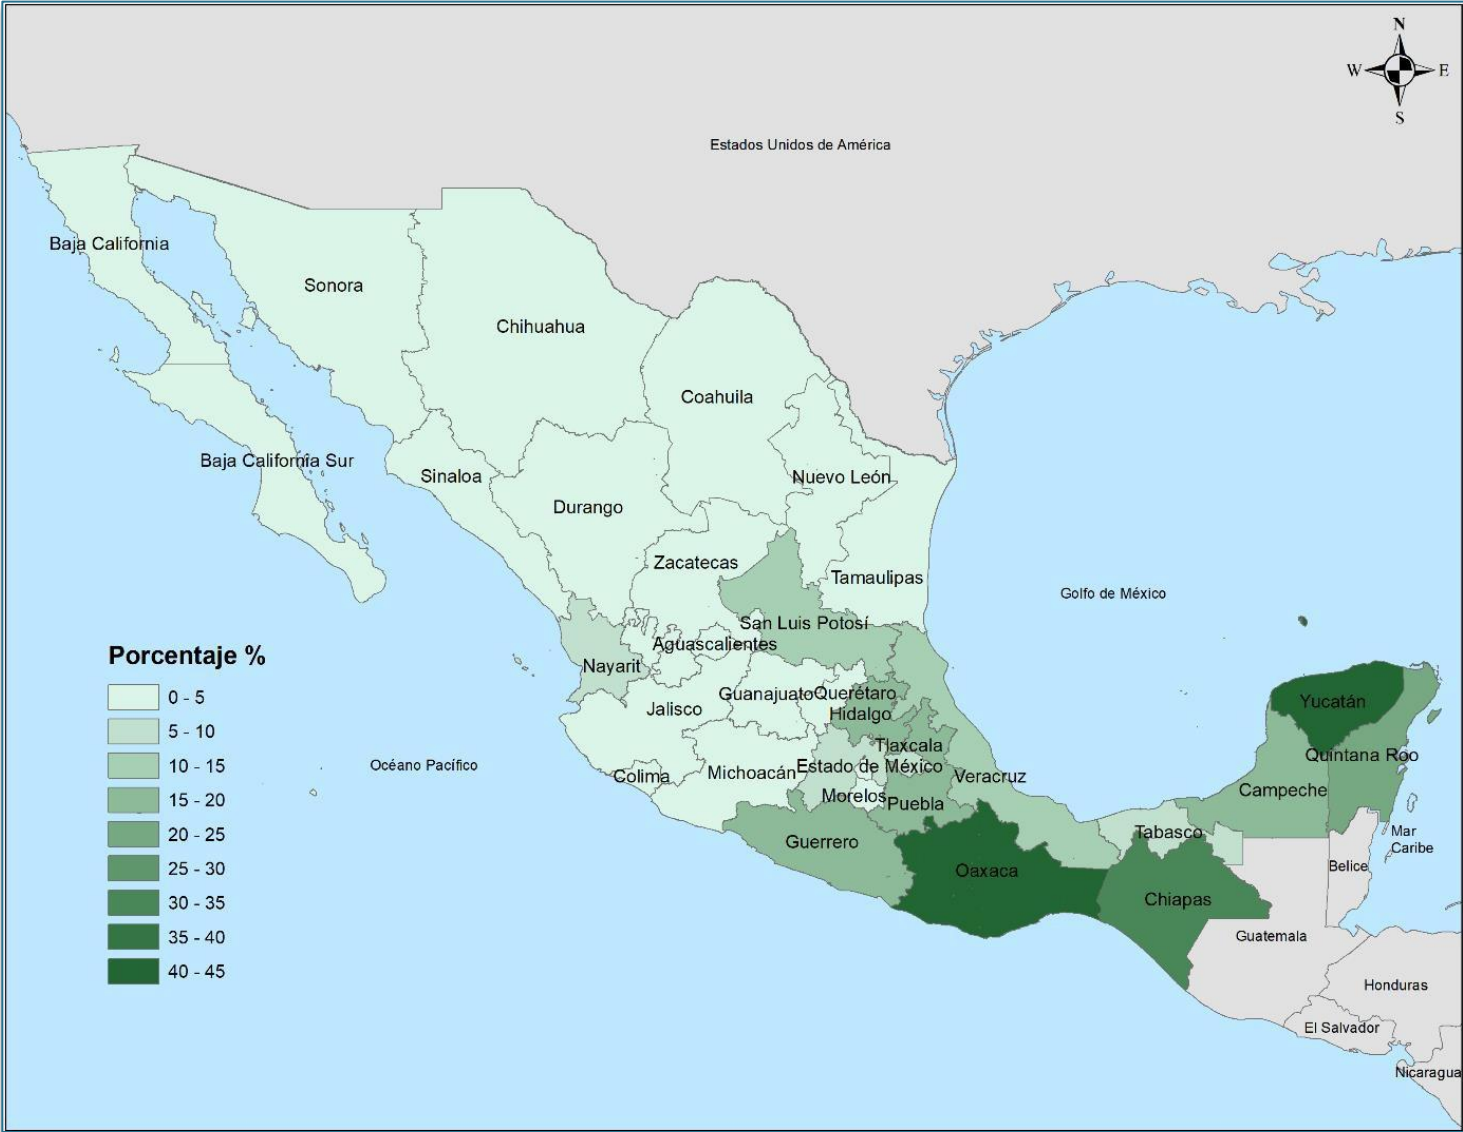 N
W E
S
Estados Unidos de América
Baja California
Sonora
Chihuahua
Coahuila
Baja California Sur
Sinaloa
Nuevo León
Durango
Zacatecas
Tamaulipas
Golfo de México
San Luis Potosí
Aguascalientes
Nayarit
Guanajuato
Querétaro
Jalisco
Hidalgo
Yucatán
Tlaxcala
Quintana Roo
Océano Pacífico
Colima
Michoacán
Estado de México
Veracruz
Campeche
Morelos
Puebla
Guerrero
Tabasco
Mar
Caribe
Belice
Oaxaca
Chiapas
Guatemala
Honduras
El Salvador
Nicaragua
Porcentaje %
0 - 5
5 - 10
10 - 15
15 - 20
20 - 25
25 - 30
30 - 35
35 - 40
40 - 45